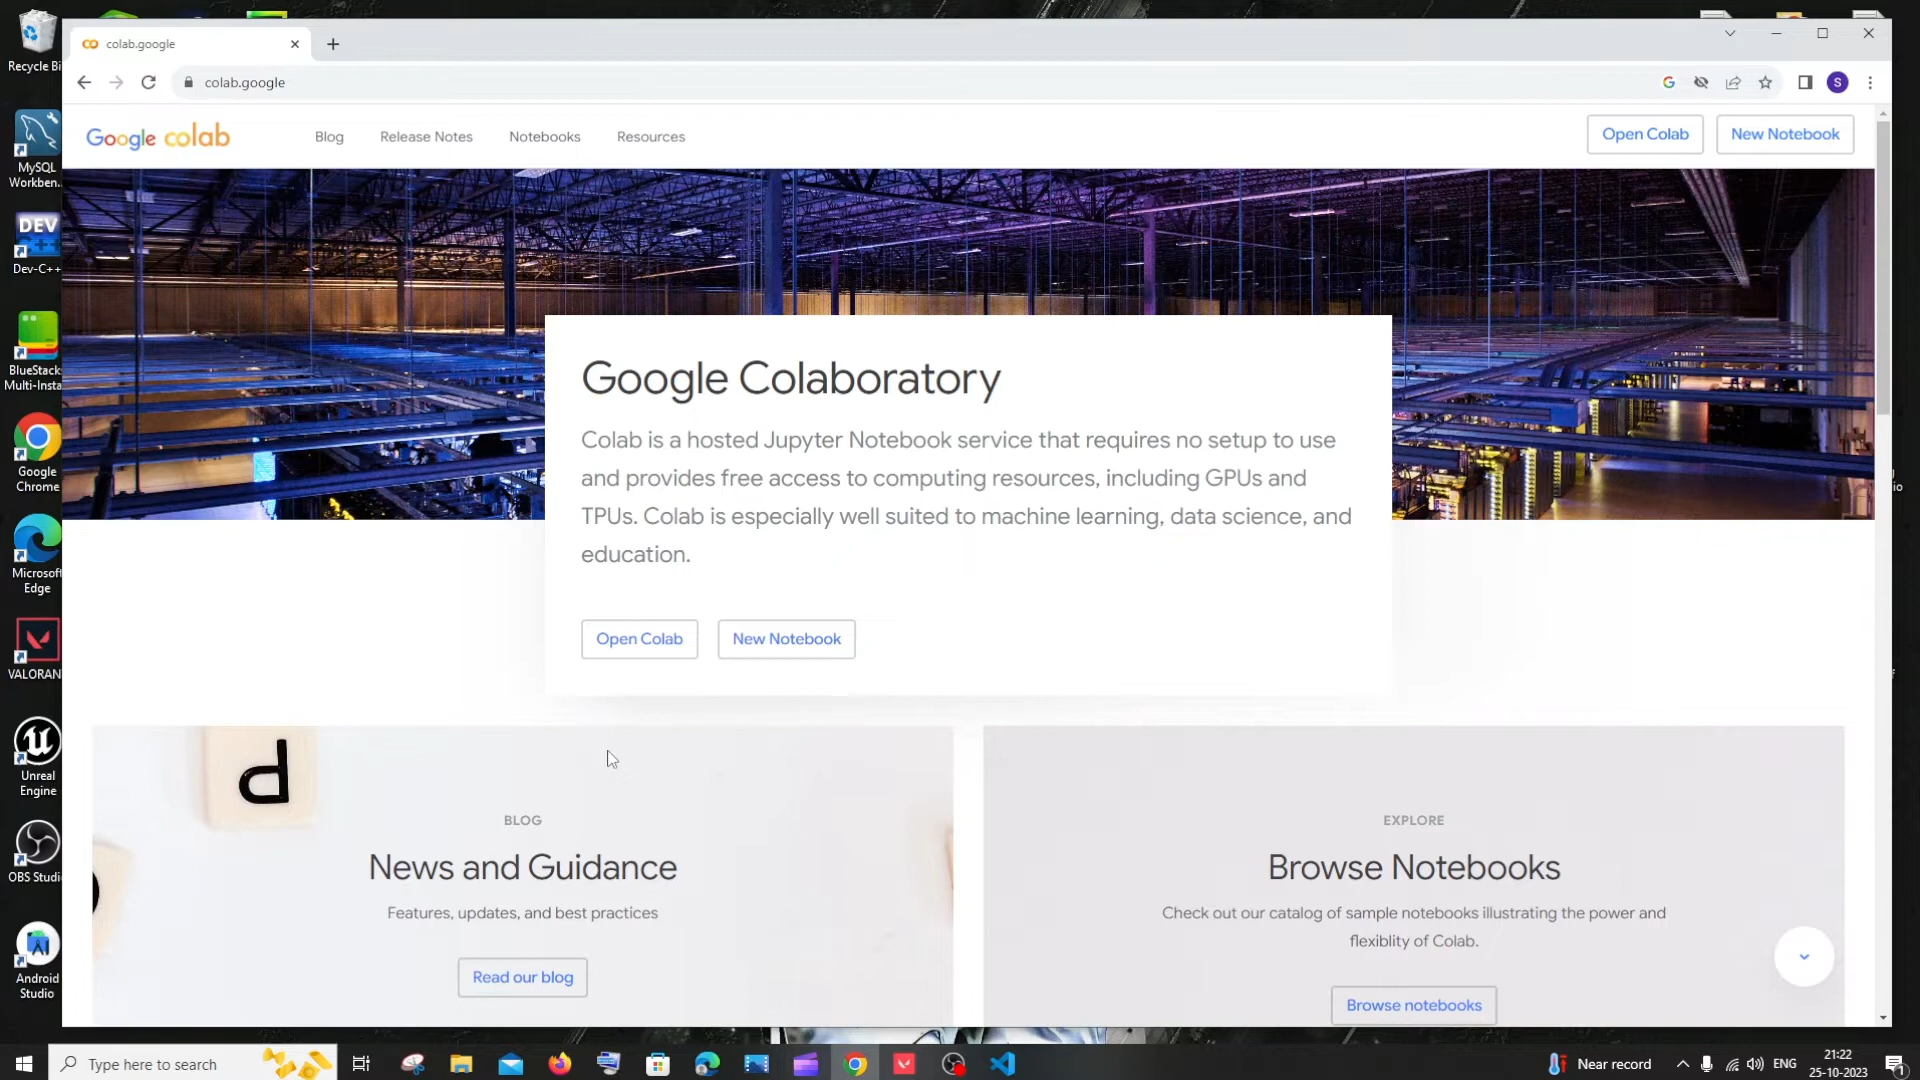 Recycle Bi
colab.google
colab.google
S
Google colab
Blog
Release Notes
Notebooks
Resources
Open Colab
New Notebook
MySQL
Workben...
DEV
C++
Dev-C++
BlueStack
Multi-Insta
Google
Chrome
Microsoft
Edge
VALORAN
Unreal
Engine
OBS Studi
Android
Studio
Google Colaboratory
Colab is a hosted Jupyter Notebook service that requires no setup to use
and provides free access to computing resources, including GPUs and
TPUs. Colab is especially well suited to machine learning, data science, and
education.
Open Colab
New Notebook
d
BLOG
News and Guidance
Features, updates, and best practices
Read our blog
EXPLORE
Browse Notebooks
Check out our catalog of sample notebooks illustrating the power and
flexiblity of Colab.
Browse notebooks
Type here to search
Near record
ENG
21:22
25-10-2023
1